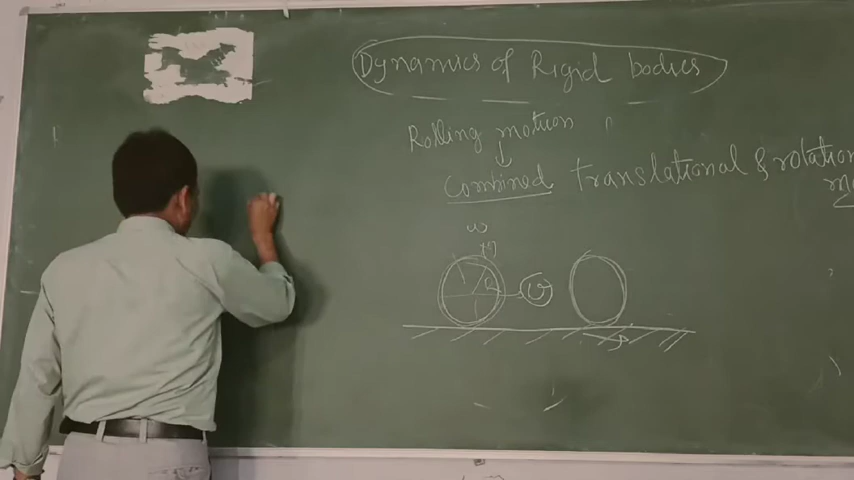 Dynamics of Rigid bodies
Rolling motion
Combined translational & rotation
ω
M
R
v